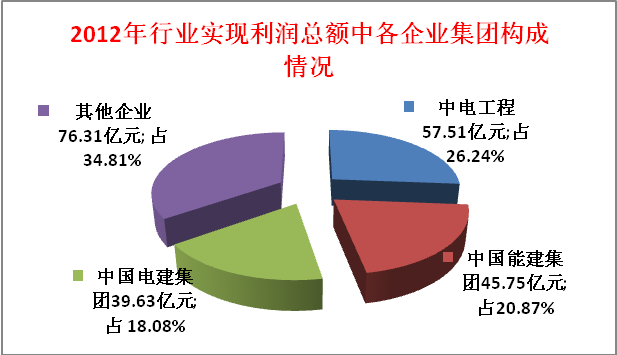 2012年行业实现利润总额中各企业集团构成
情况
其他企业
76.31亿元; 占
34.81%
中电工程
57.51亿元; 占
26.24%
中国电建集
团39.63亿元;
占 18.08%
中国能建集
团45.75亿元;
占20.87%